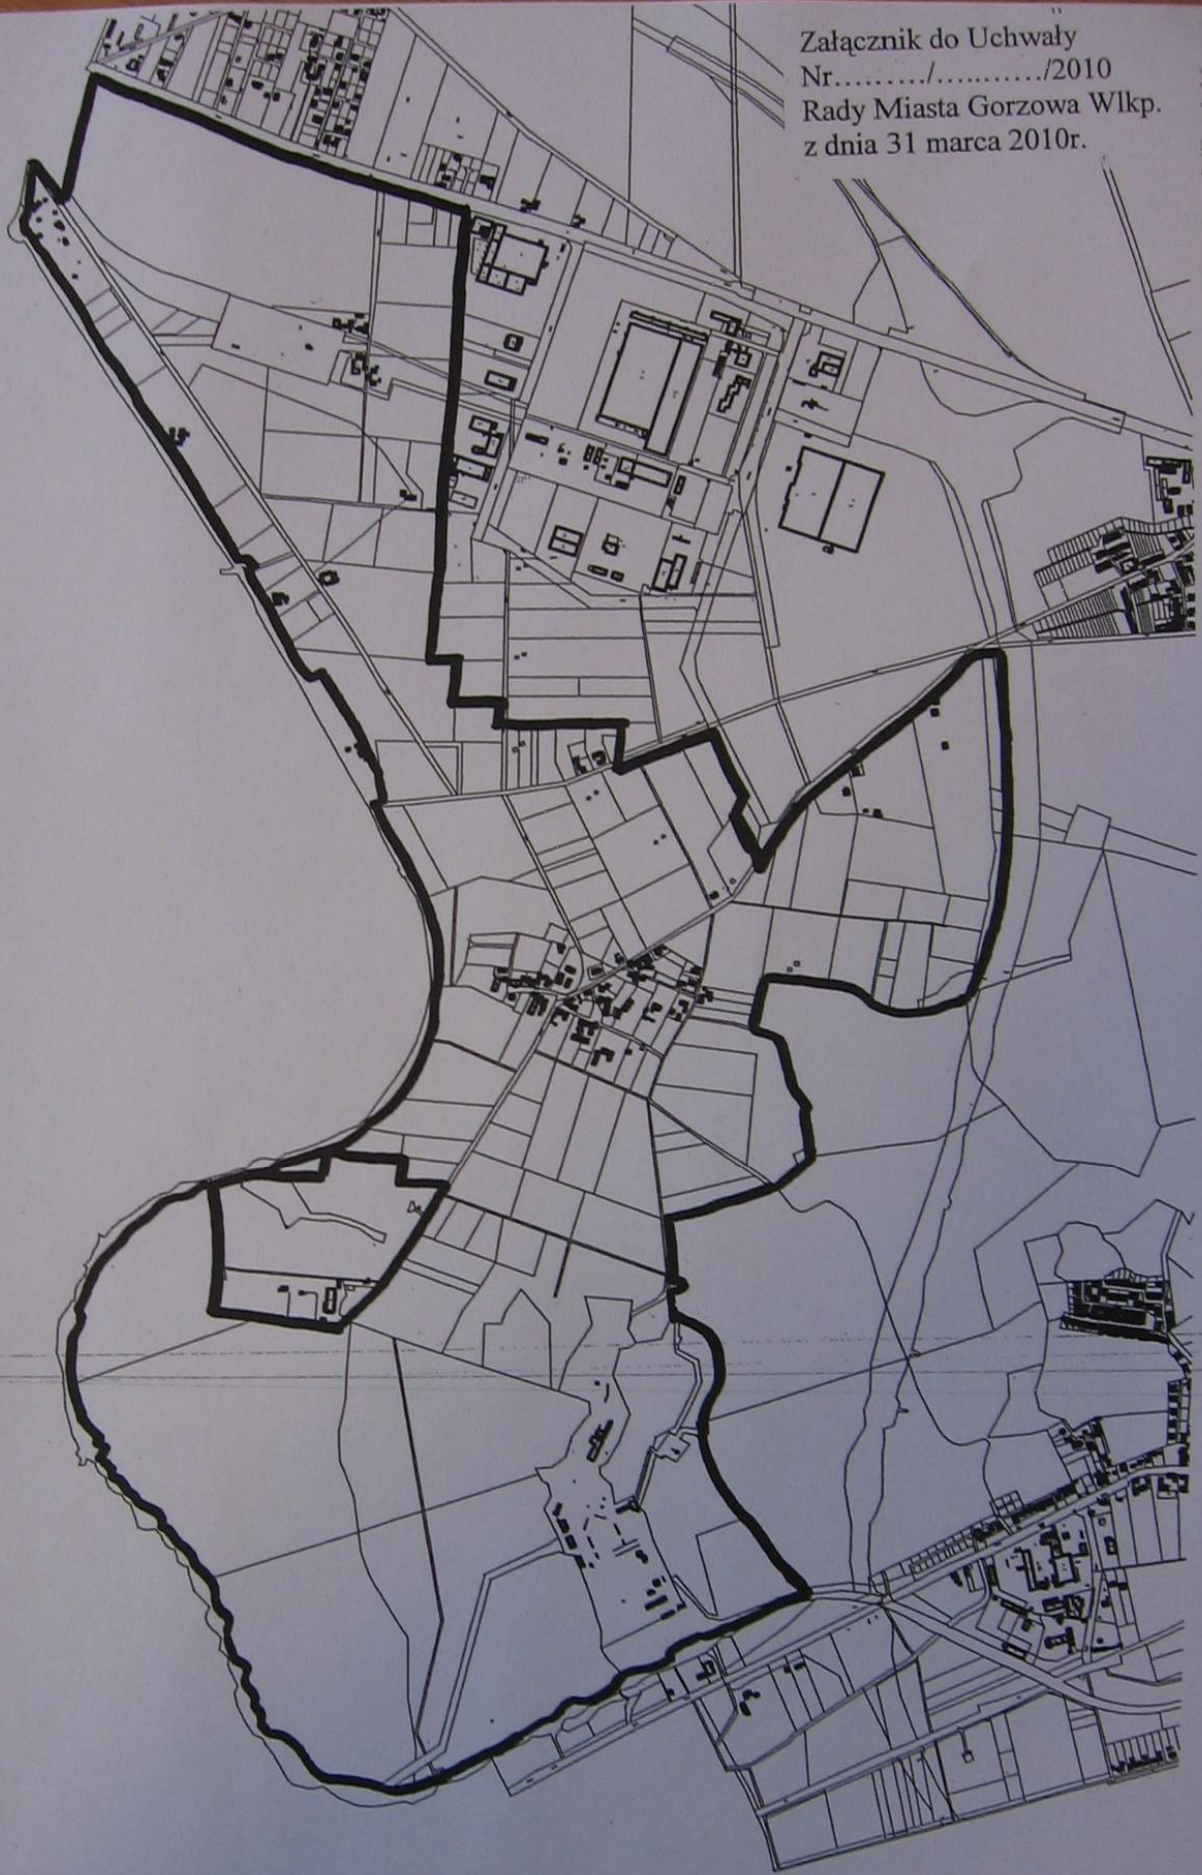 Załącznik do Uchwały
Nr........./........../2010
Rady Miasta Gorzowa Wlkp.
z dnia 31 marca 2010r.